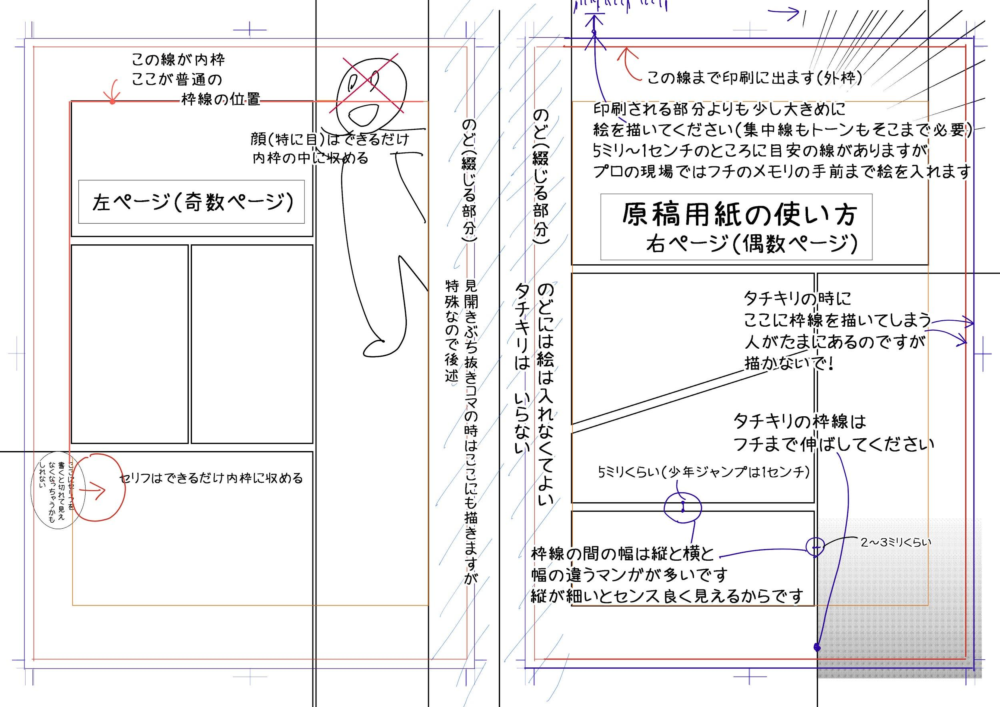 この線まで印刷に出ます(外枠)
印刷される部分よりも少し大きめに
絵を描いてください(集中線もトーンもそこまで必要)
5ミリ～1センチのところに目安の線がありますが
プロの現場ではフチのメモリの手前まで絵を入れます
原稿用紙の使い方
右ページ(偶数ページ)
タチキリの時に
ここに枠線を描いてしまう
人がたまにあるのですが
描かないで!
タチキリの枠線は
フチまで伸ばしてください
5ミリくらい(少年ジャンプは1センチ)
2～3ミリくらい
枠線の間の幅は縦と横と
幅の違うマンガが多いです
縦が細いとセンス良く見えるからです
のど(綴じる部分)
のどには絵は入れなくてよい
タチキリは いらない
のど(綴じる部分)
見開きぶち抜きコマの時はここにも描きますが
特殊なので後述
この線が内枠
ここが普通の
枠線の位置
顔(特に目)はできるだけ
内枠の中に収める
左ページ(奇数ページ)
セリフはできるだけ内枠に収める
ここにセリフを
書くと切れて見え
なくなっちゃうかも
しれない